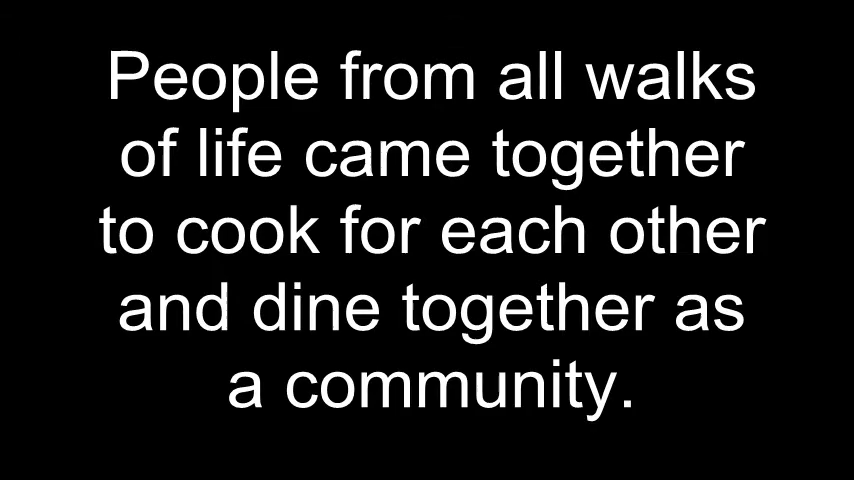 People from all walks
of life came together
to cook for each other
and dine together as
a community.